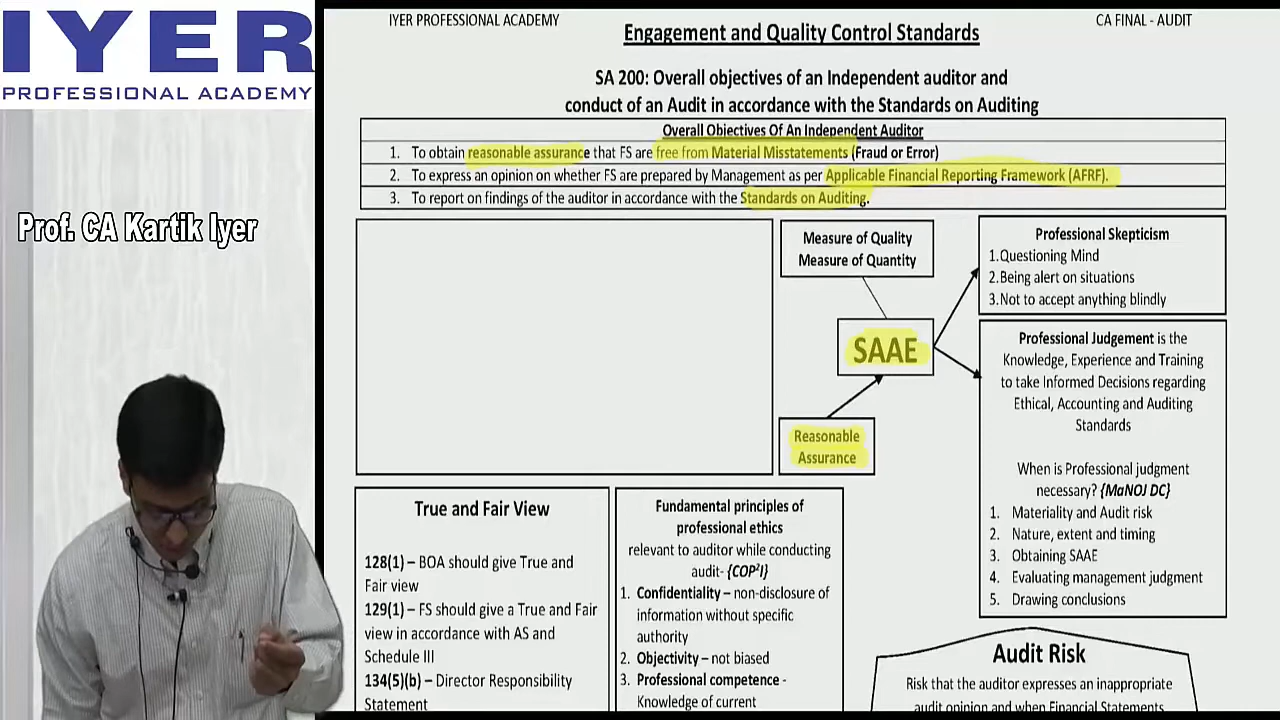 IYER
PROFESSIONAL ACADEMY
Prof. CA Kartik Iyer
IYER PROFESSIONAL ACADEMY
CA FINAL - AUDIT
Engagement and Quality Control Standards
SA 200: Overall objectives of an Independent auditor and
conduct of an Audit in accordance with the Standards on Auditing
Overall Objectives Of An Independent Auditor
1. To obtain reasonable assurance that FS are free from Material Misstatements (Fraud or Error)
2. To express an opinion on whether FS are prepared by Management as per Applicable Financial Reporting Framework (AFRF).
3. To report on findings of the auditor in accordance with the Standards on Auditing.
Measure of Quality
Measure of Quantity
SAAE
Reasonable
Assurance
Professional Skepticism
1.Questioning Mind
2.Being alert on situations
3.Not to accept anything blindly
Professional Judgement is the
Knowledge, Experience and Training
to take Informed Decisions regarding
Ethical, Accounting and Auditing
Standards
When is Professional judgment
necessary? {MaNOJ DC}
1. Materiality and Audit risk
2. Nature, extent and timing
3. Obtaining SAAE
4. Evaluating management judgment
5. Drawing conclusions
True and Fair View
128(1) – BOA should give True and
Fair view
129(1) – FS should give a True and Fair
view in accordance with AS and
Schedule III
134(5)(b) – Director Responsibility
Statement
Fundamental principles of
professional ethics
relevant to auditor while conducting
audit- {COP²I}
1. Confidentiality – non-disclosure of
information without specific
authority
2. Objectivity – not biased
3. Professional competence -
Knowledge of current
Audit Risk
Risk that the auditor expresses an inappropriate
audit opinion and when Financial Statements